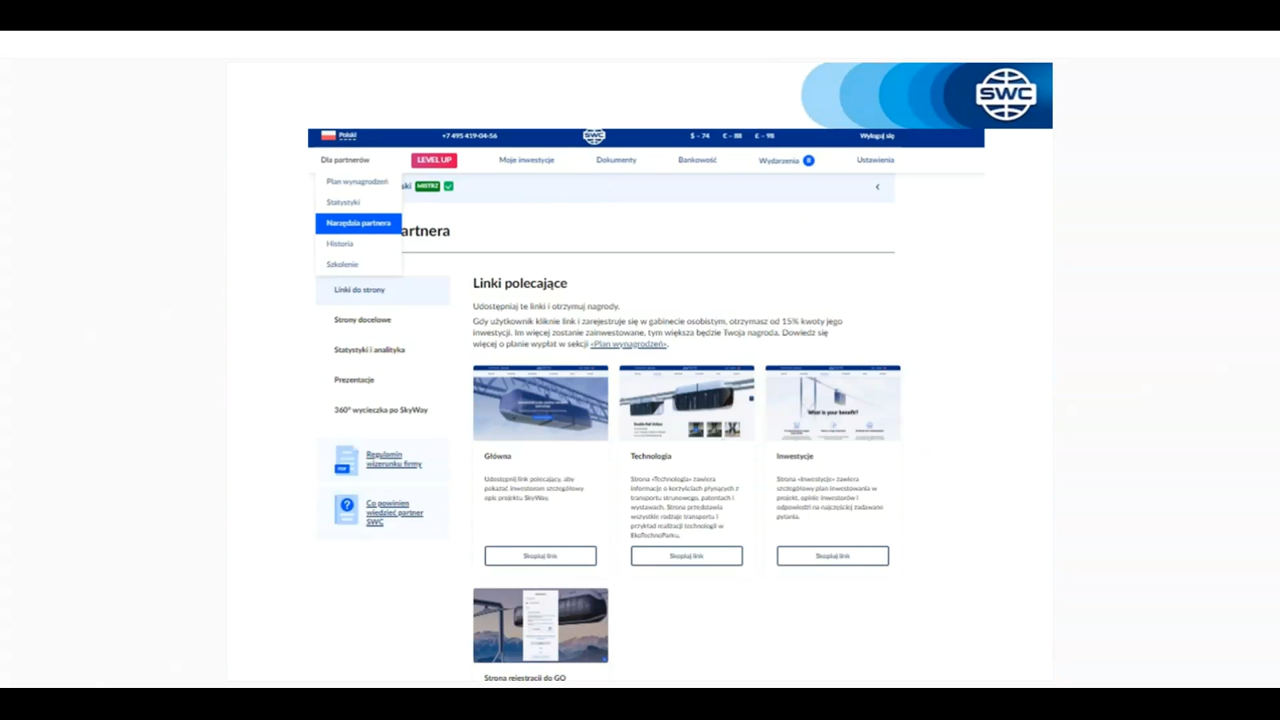 SWC
Polski
+7 495 419-04-56
SWC
$ – 74 € – 88 £ – 98
Wyloguj się
Dla partnerów
LEVEL UP
Moje inwestycje
Dokumenty
Bankowość
Wydarzenia
Ustawienia
Plan wynagrodzeń
Statystyki
Narzędzia partnera
Historia
Szkolenie
ski MISTRZ
artnera
Linki do strony
Strony docelowe
Statystyki i analityka
Prezentacje
360° wycieczka po SkyWay
PDF
Regulamin
wizerunku firmy
?
Co powinien
wiedzieć partner
SWC
Linki polecające
Udostępniaj te linki i otrzymuj nagrody.
Gdy użytkownik kliknie link i zarejestruje się w gabinecie osobistym, otrzymasz od 15% kwoty jego
inwestycji. Im więcej zostanie zainwestowane, tym większa będzie Twoja nagroda. Dowiedz się
więcej o planie wypłat w sekcji «Plan wynagrodzeń».
What is your benefit?
Główna
Udostępnij link polecający, aby
pokazać inwestorom szczegółowy
opis projektu SkyWay.
Skopiuj link
Technologia
Strona «Technologia» zawiera
informacje o korzyściach płynących z
transportu strunowego, patentach i
wystawach. Strona przedstawia
wszystkie rodzaje transportu i
przykład realizacji technologii w
EkoTechnoParku.
Skopiuj link
Inwestycje
Strona «Inwestycje» zawiera
szczegółowy plan inwestowania w
projekt, opinie inwestorów i
odpowiedzi na najczęściej zadawane
pytania.
Skopiuj link
Strona rejestracji do GO